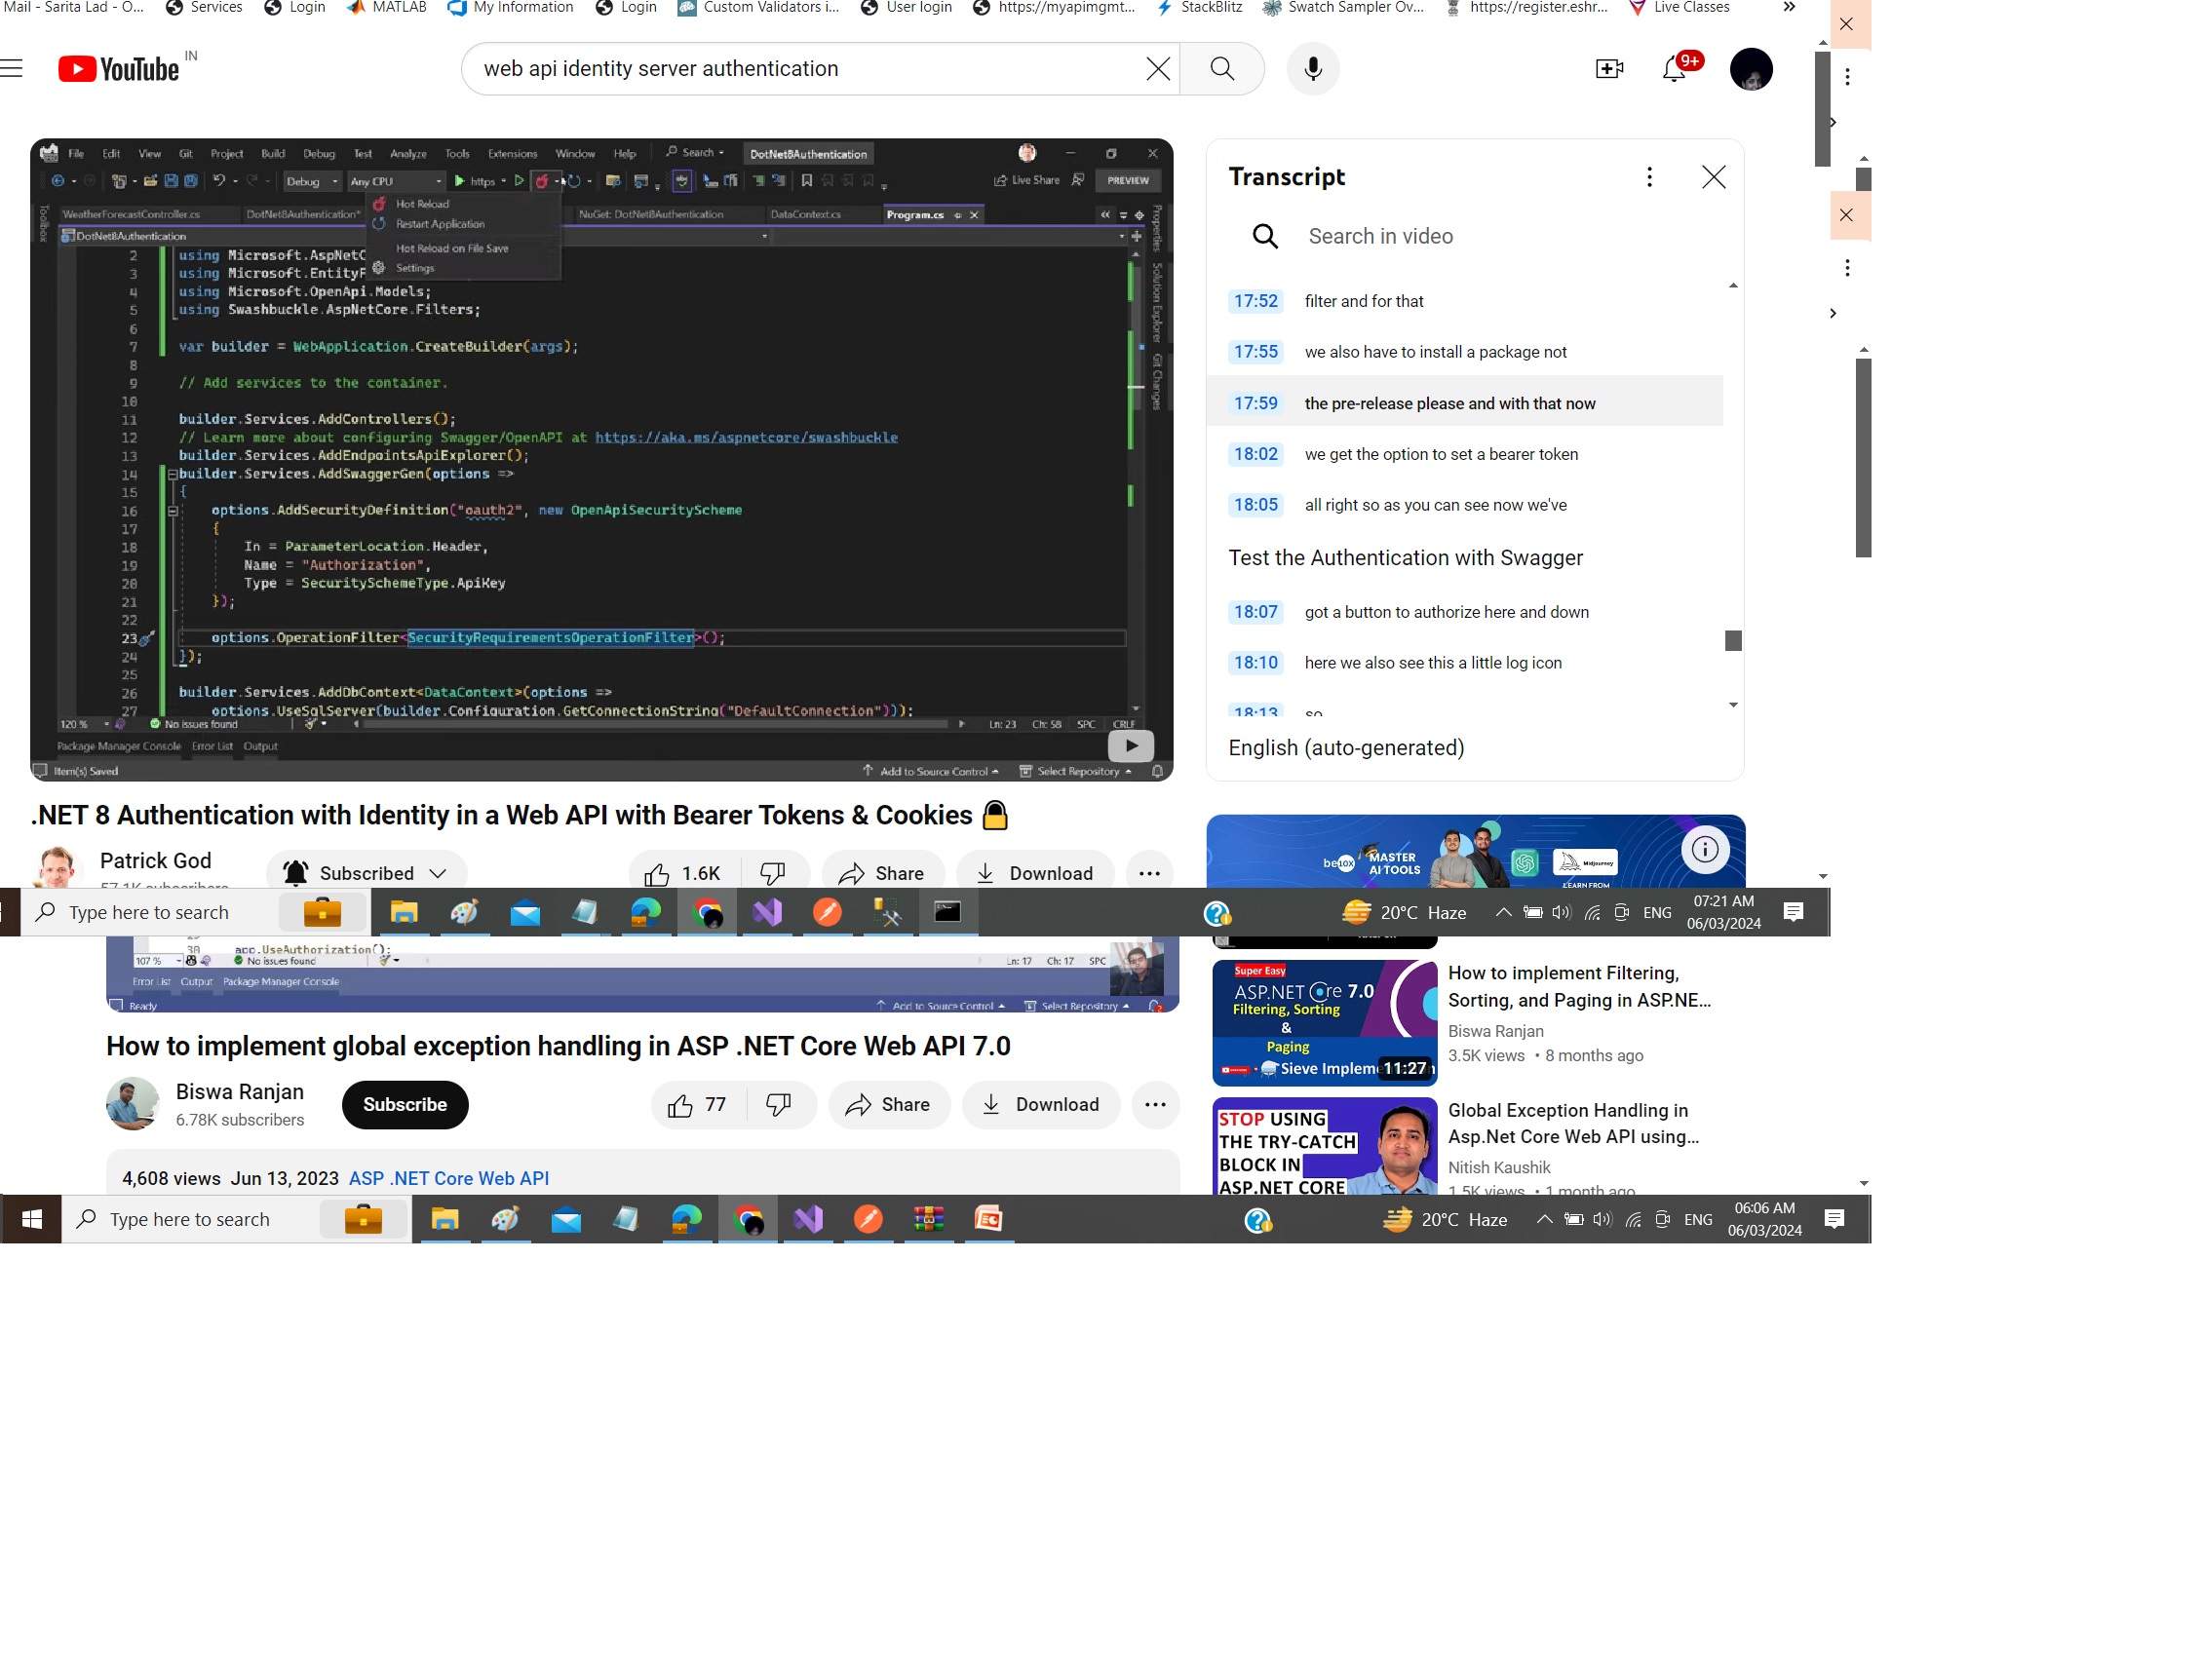 Mail - Sarita Lad - O... Services Login MATLAB My Information Login Custom Validators i... User login https://myapimgmt... StackBlitz Swatch Sampler Ov... https://register.eshr... Live Classes »
YouTube IN
web api identity server authentication
9+
File Edit View Git Project Build Debug Test Analyze Tools Extensions Window Help Search DotNet8Authentication
Debug Any CPU https Live Share PREVIEW
Hot Reload
Restart Application
Hot Reload on File Save
Settings
WeatherForecastController.cs DotNet8Authentication* NuGet: DotNet8Authentication DataContext.cs Program.cs
Toolbox
Properties
Solution Explorer
Git Changes
DotNet8Authentication
2 using Microsoft.AspNetC
3 using Microsoft.EntityF
4 using Microsoft.OpenApi.Models;
5 using Swashbuckle.AspNetCore.Filters;
6
7 var builder = WebApplication.CreateBuilder(args);
8
9 // Add services to the container.
10
11 builder.Services.AddControllers();
12 // Learn more about configuring Swagger/OpenAPI at https://aka.ms/aspnetcore/swashbuckle
13 builder.Services.AddEndpointsApiExplorer();
14 builder.Services.AddSwaggerGen(options =>
15 {
16 options.AddSecurityDefinition("oauth2", new OpenApiSecurityScheme
17 {
18 In = ParameterLocation.Header,
19 Name = "Authorization",
20 Type = SecuritySchemeType.ApiKey
21 });
22
23 options.OperationFilter<SecurityRequirementsOperationFilter>();
24 });
25
26 builder.Services.AddDbContext<DataContext>(options =>
27 options.UseSqlServer(builder.Configuration.GetConnectionString("DefaultConnection")));
120 % No issues found Ln: 23 Ch: 58 SPC CRLF
Package Manager Console Error List Output
Item(s) Saved Add to Source Control Select Repository
Transcript
Search in video
17:52 filter and for that
17:55 we also have to install a package not
17:59 the pre-release please and with that now
18:02 we get the option to set a bearer token
18:05 all right so as you can see now we've
Test the Authentication with Swagger
18:07 got a button to authorize here and down
18:10 here we also see this a little log icon
18:13 so
English (auto-generated)
.NET 8 Authentication with Identity in a Web API with Bearer Tokens & Cookies
Patrick God
57.1K subscribers
Subscribed
1.6K Share Download ...
be10x MASTER AI TOOLS Midjourney
LEARN FROM
Type here to search
20°C Haze ENG 07:21 AM 06/03/2024
30 app.UseAuthorization();
107 % No issues found Ln: 17 Ch: 17 SPC
Error List Output Package Manager Console
Ready Add to Source Control Select Repository 2
How to implement global exception handling in ASP .NET Core Web API 7.0
Biswa Ranjan
6.78K subscribers
Subscribe
77 Share Download ...
4,608 views Jun 13, 2023 ASP .NET Core Web API
Super Easy
ASP.NET Core 7.0
Filtering, Sorting
&
Paging
Sieve Implem
11:27
How to implement Filtering,
Sorting, and Paging in ASP.NE...
Biswa Ranjan
3.5K views • 8 months ago
STOP USING
THE TRY-CATCH
BLOCK IN
ASP.NET CORE
Global Exception Handling in
Asp.Net Core Web API using...
Nitish Kaushik
1.5K views • 1 month ago
Type here to search
20°C Haze ENG 06:06 AM 06/03/2024